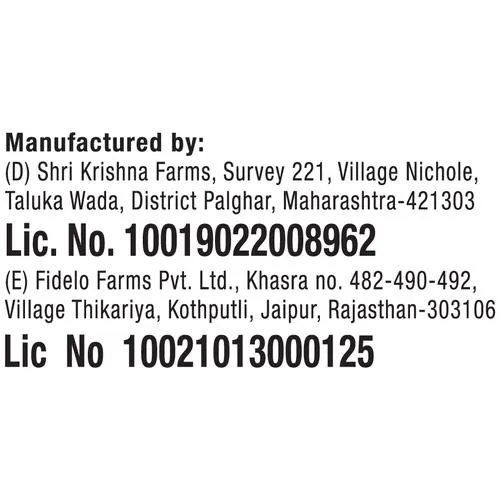 Manufactured by:
(D) Shri Krishna Farms, Survey 221, Village Nichole,
Taluka Wada, District Palghar, Maharashtra-421303
Lic. No. 10019022008962
(E) Fidelo Farms Pvt. Ltd., Khasra no. 482-490-492,
Village Thikariya, Kothputli, Jaipur, Rajasthan-303106
Lic No 10021013000125